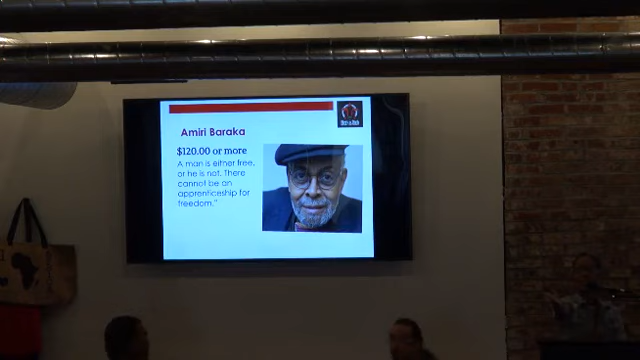 Amiri Baraka
$120.00 or more
A man is either free,
or he is not. There
cannot be an
apprenticeship for
freedom."